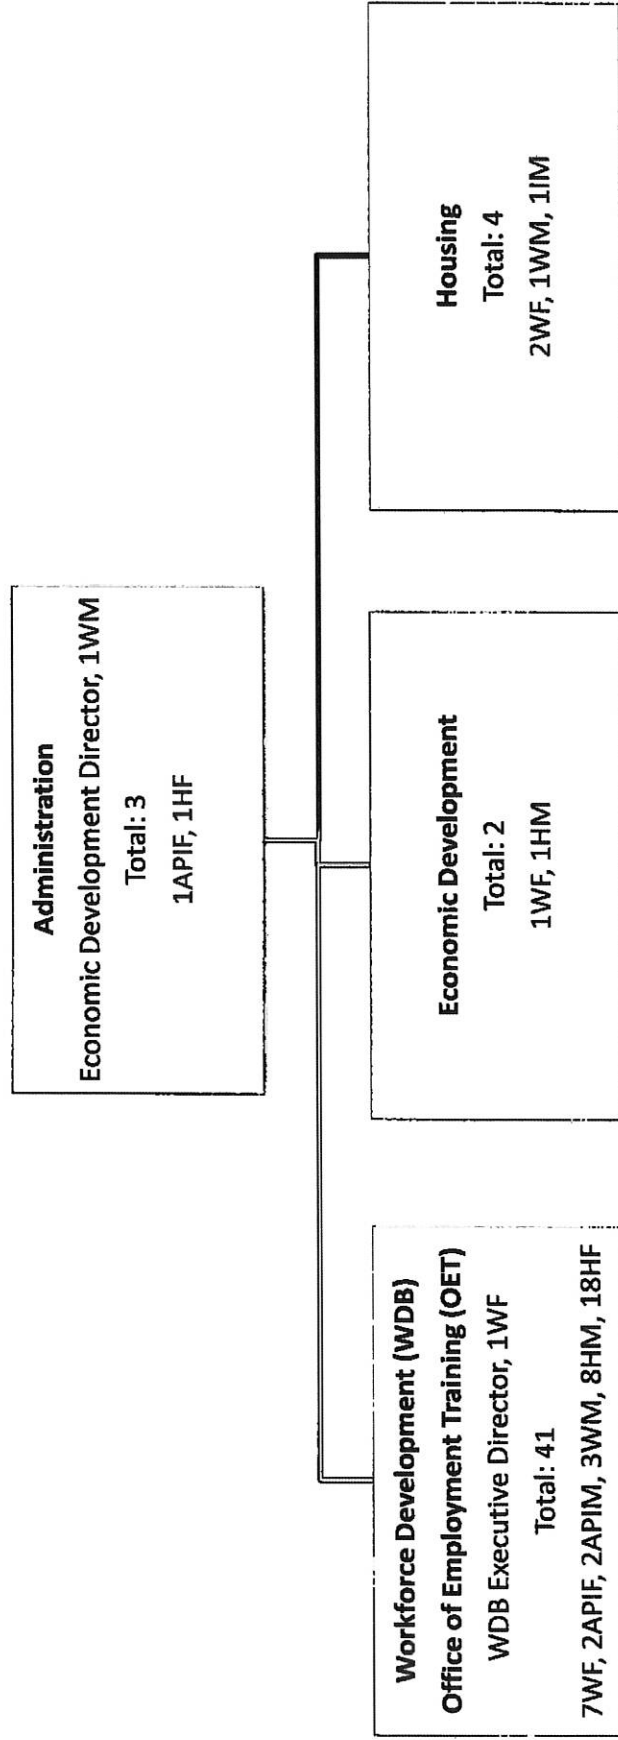 Administration
Economic Development Director, 1WM
Total: 3
1APIF, 1HF
Workforce Development (WDB)
Office of Employment Training (OET)
WDB Executive Director, 1WF
Total: 41
7WF, 2APIF, 2APIM, 3WM, 8HM, 18HF
Economic Development
Total: 2
1WF, 1HM
Housing
Total: 4
2WF, 1WM, 1IM